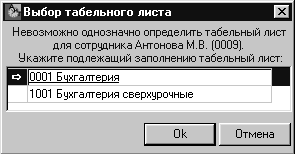 Выбор табельного листа
Невозможно однозначно определить табельный лист
для сотрудника Антонова М.В. (0009).
Укажите подлежащий заполнению табельный лист:
0001 Бухгалтерия
1001 Бухгалтерия сверхурочные
Ok
Отмена